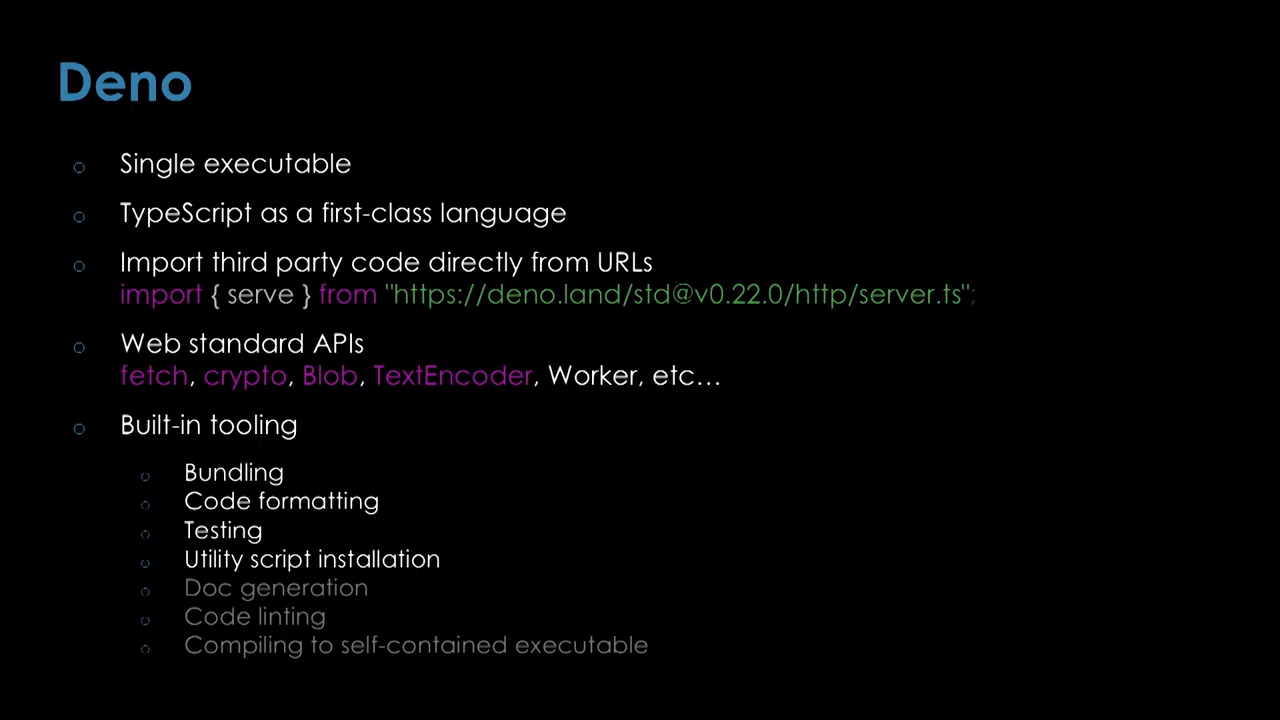 Deno
Single executable
TypeScript as a first-class language
Import third party code directly from URLs
import { serve } from "https://deno.land/std@v0.22.0/http/server.ts";
Web standard APIs
fetch, crypto, Blob, TextEncoder, Worker, etc...
Built-in tooling
Bundling
Code formatting
Testing
Utility script installation
Doc generation
Code linting
Compiling to self-contained executable